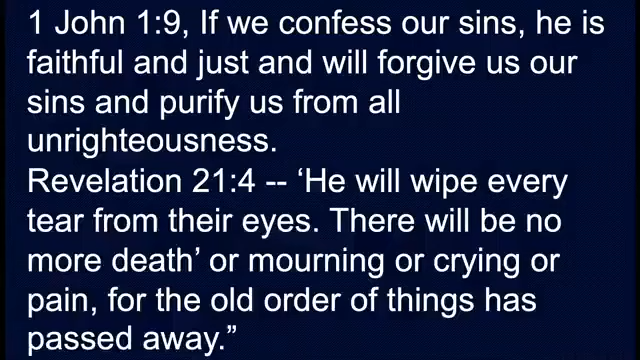 1 John 1:9, If we confess our sins, he is
faithful and just and will forgive us our
sins and purify us from all
unrighteousness.
Revelation 21:4 -- ‘He will wipe every
tear from their eyes. There will be no
more death’ or mourning or crying or
pain, for the old order of things has
passed away.”